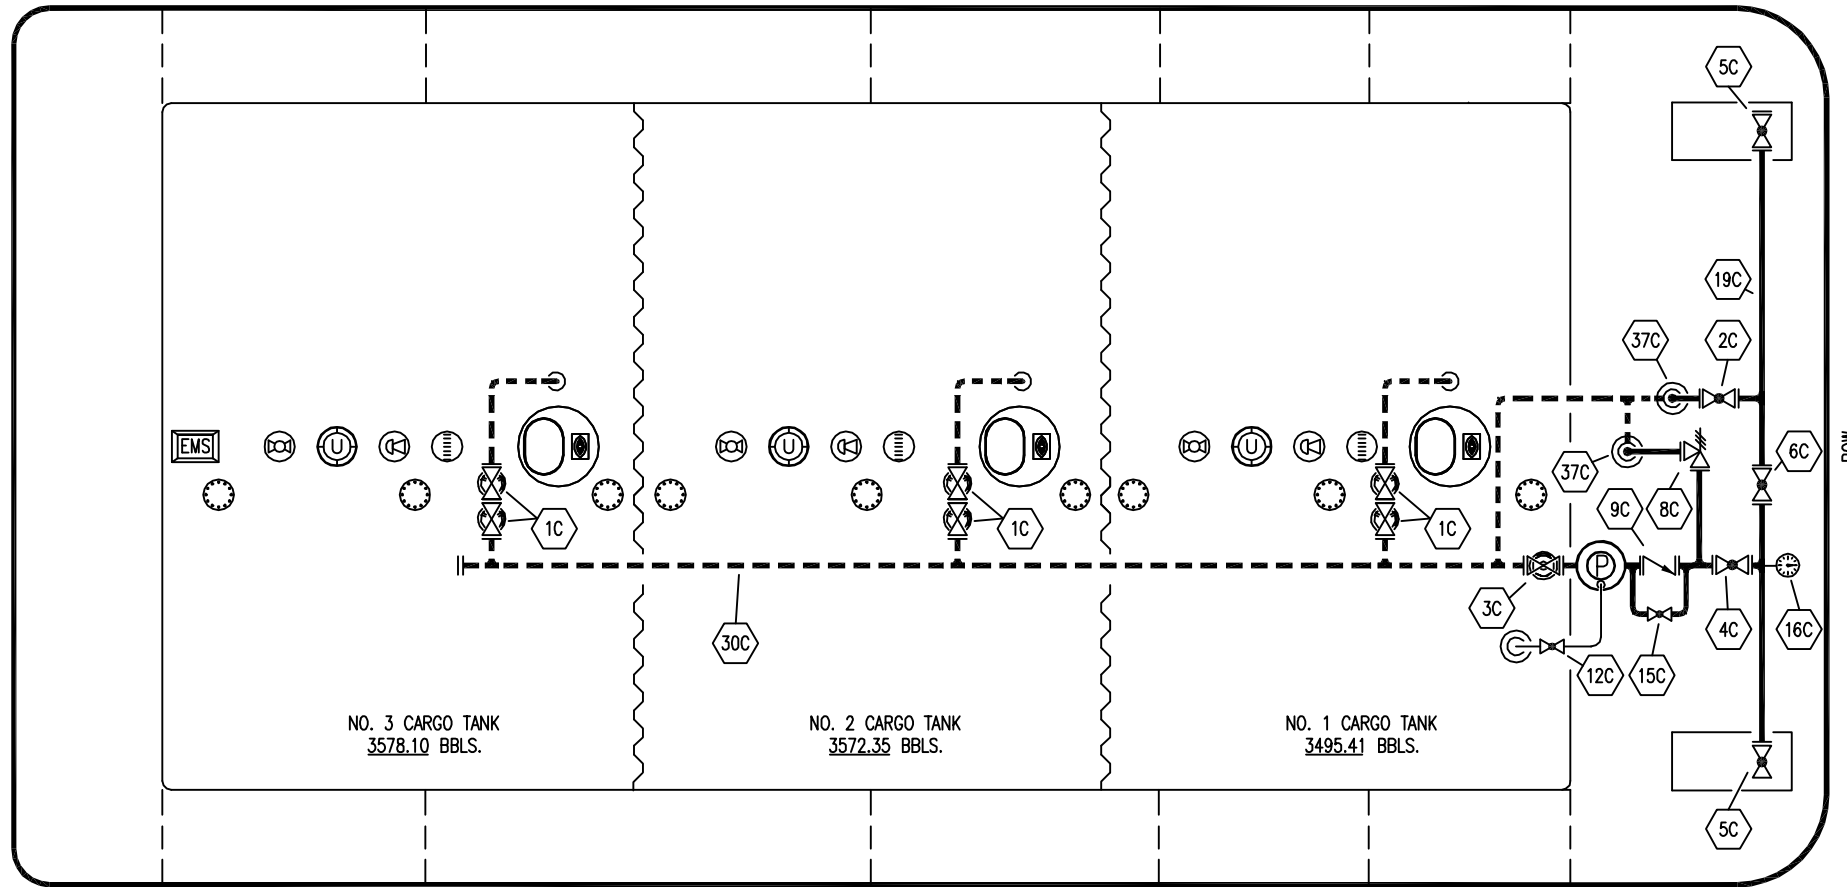 5C
19C
37C
2C
EMS
U
U
U
37C
6C
BOW
9C
8C
1C
1C
1C
P
3C
4C
16C
30C
12C
15C
NO. 3 CARGO TANK
3578.10 BBLS.
NO. 2 CARGO TANK
3572.35 BBLS.
NO. 1 CARGO TANK
3495.41 BBLS.
5C